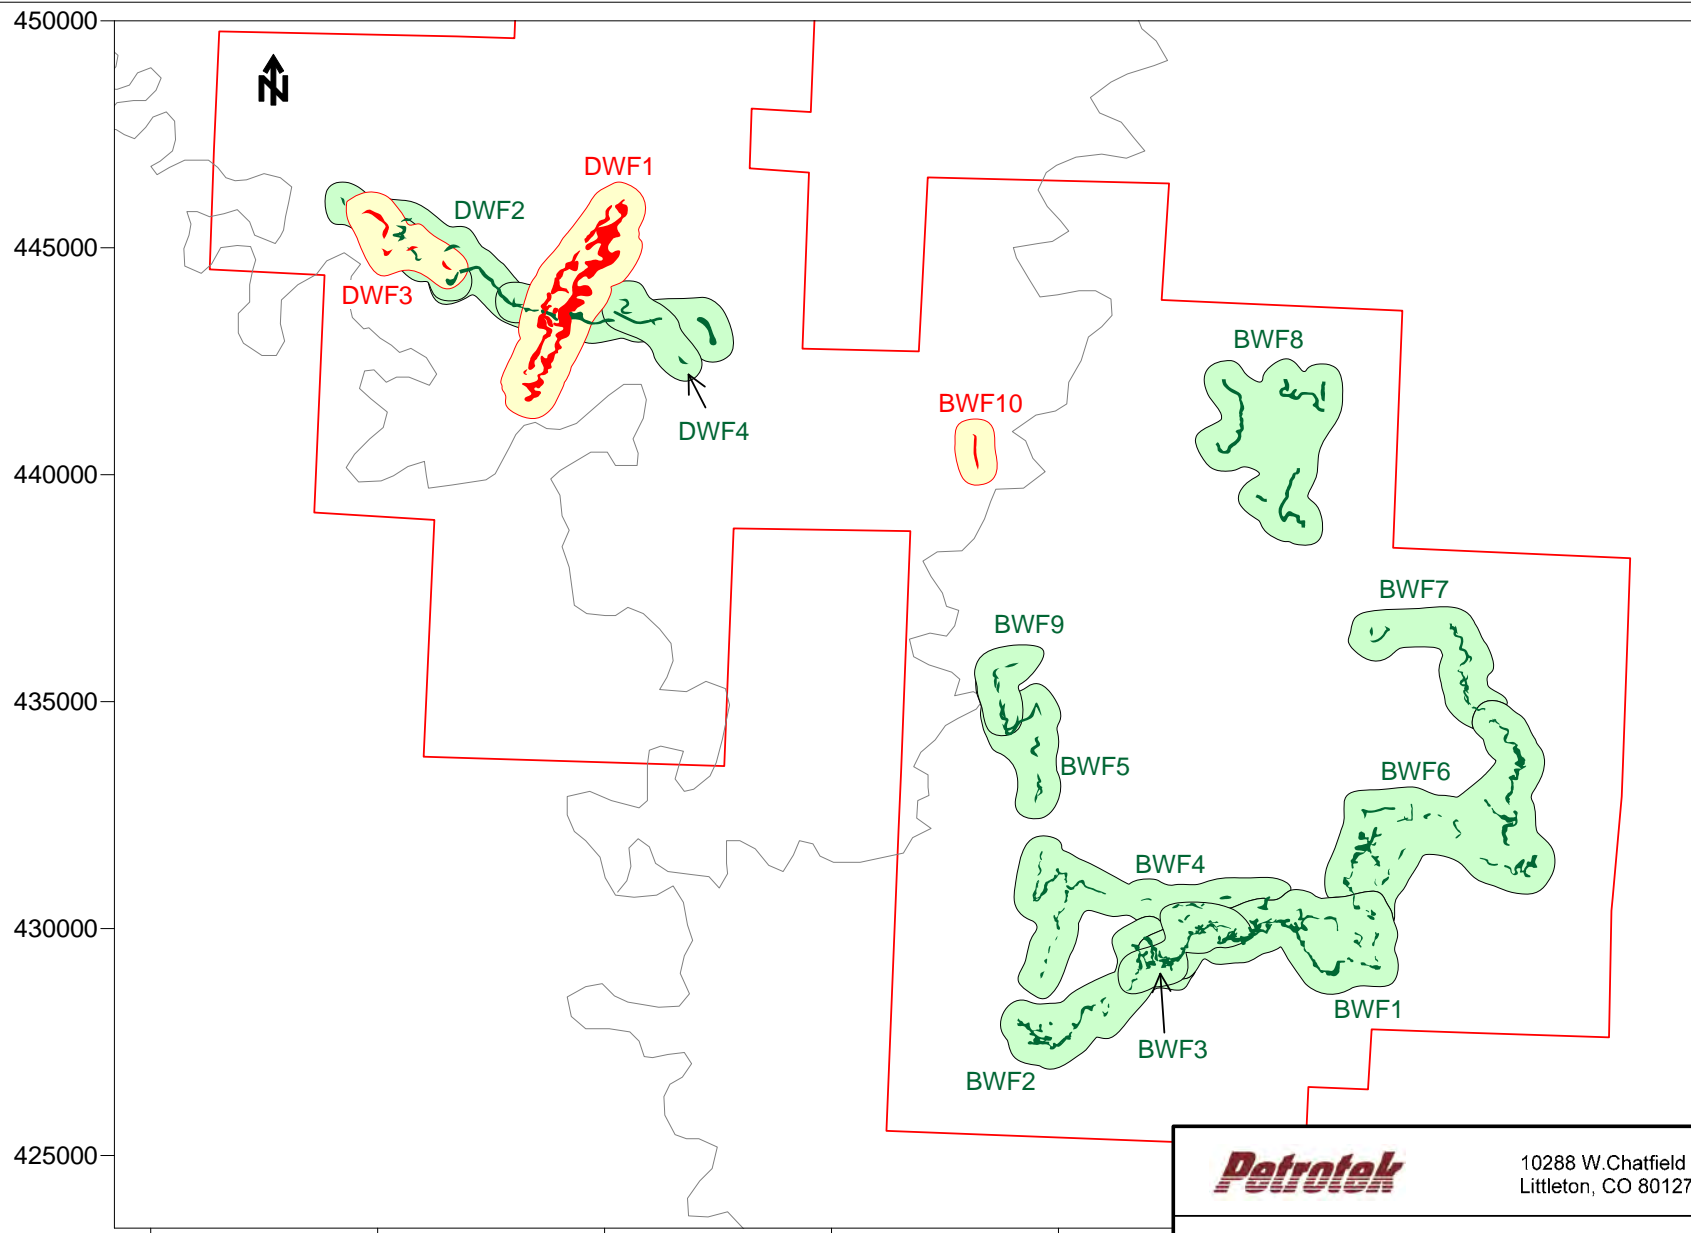 450000
N
DWF1
DWF2
445000
DWF3
BWF8
BWF10
DWF4
440000
BWF7
BWF9
435000
BWF5
BWF6
BWF4
430000
BWF1
BWF3
BWF2
425000
Petrotek
10288 W.Chatfield
Littleton, CO 80127